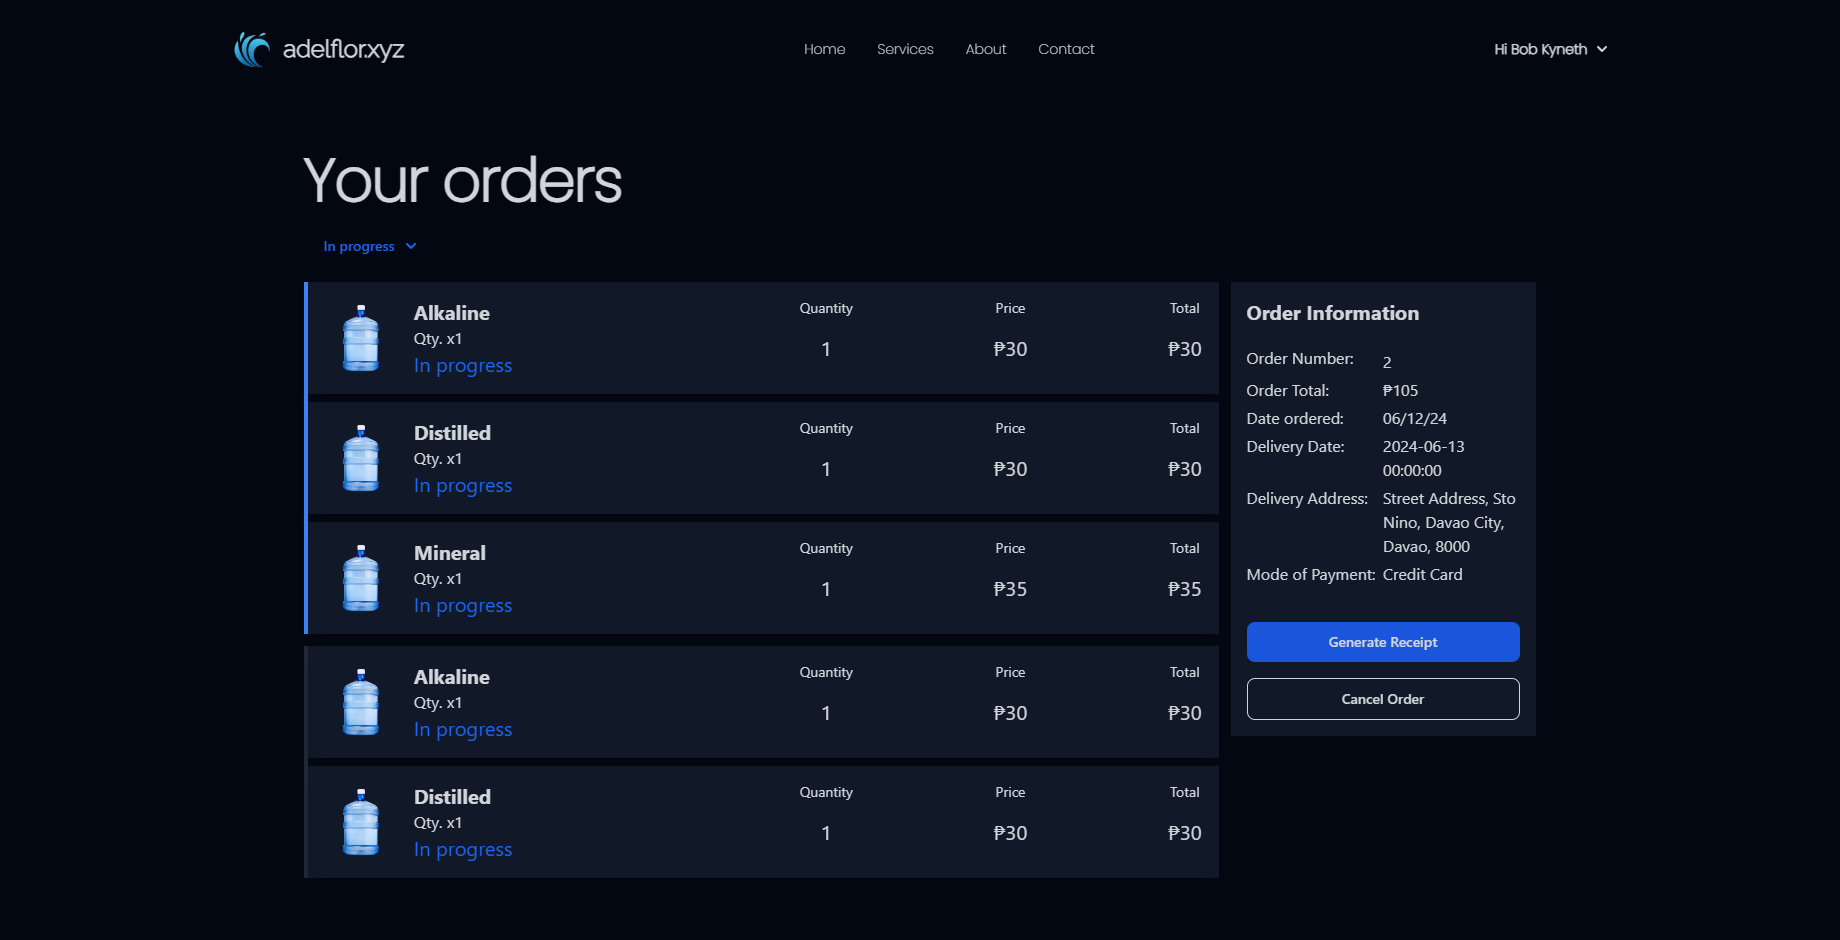 adelflor.xyz
Home Services About Contact
Hi Bob Kyneth
Your orders
In progress
Alkaline
Qty. x1
In progress
Quantity
1
Price
₱30
Total
₱30
Distilled
Qty. x1
In progress
Quantity
1
Price
₱30
Total
₱30
Mineral
Qty. x1
In progress
Quantity
1
Price
₱35
Total
₱35
Alkaline
Qty. x1
In progress
Quantity
1
Price
₱30
Total
₱30
Distilled
Qty. x1
In progress
Quantity
1
Price
₱30
Total
₱30
Order Information
Order Number: 2
Order Total: ₱105
Date ordered: 06/12/24
Delivery Date: 2024-06-13
00:00:00
Delivery Address: Street Address, Sto
Nino, Davao City,
Davao, 8000
Mode of Payment: Credit Card
Generate Receipt
Cancel Order